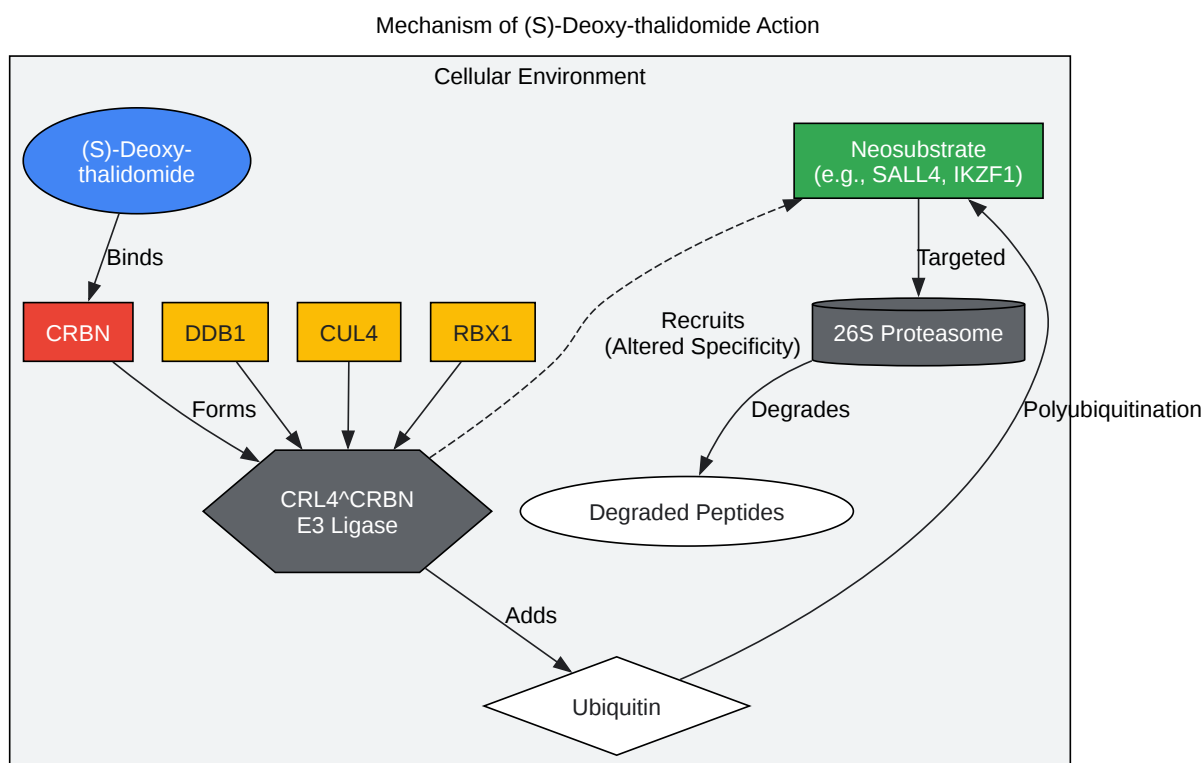 Mechanism of (S)-Deoxy-thalidomide Action
Cellular Environment
(S)-Deoxy-
thalidomide
Neosubstrate
(e.g., SALL4, IKZF1)
Binds
Targeted
CRBN
DDB1
CUL4
RBX1
Recruits
(Altered Specificity)
26S Proteasome
Forms
Degrades
Polyubiquitination
CRL4^CRBN
E3 Ligase
Degraded Peptides
Adds
Ubiquitin